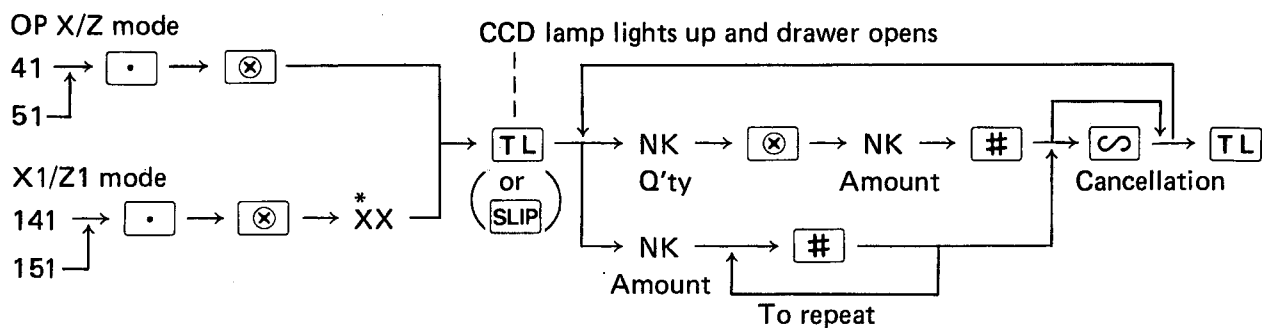 OP X/Z mode
CCD lamp lights up and drawer opens
41 · ⊗
51
TL NK ⊗ NK # ᔕ TL
Q'ty Amount Cancellation
(or SLIP)
X1/Z1 mode
141 · ⊗ *XX
151
NK #
Amount
To repeat